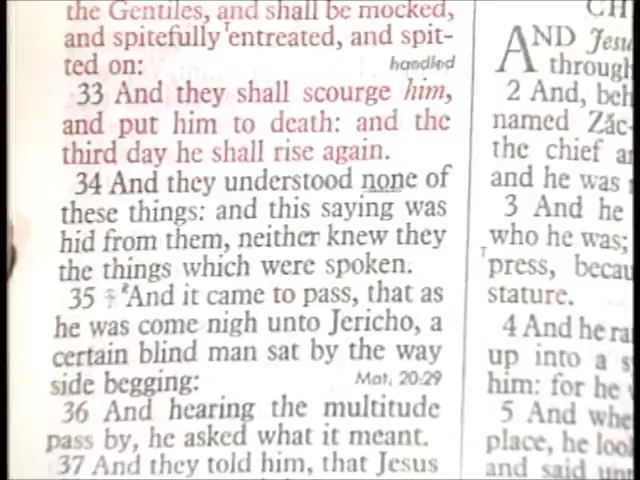 the Gentiles, and shall be mocked,
and spitefully entreated, and spit-
ted on: handled
33 And they shall scourge him,
and put him to death: and the
third day he shall rise again.
34 And they understood none of
these things: and this saying was
hid from them, neither knew they
the things which were spoken.
35 And it came to pass, that as
he was come nigh unto Jericho, a
certain blind man sat by the way
side begging: Mat. 20:29
36 And hearing the multitude
pass by, he asked what it meant.
37 And they told him, that Jesus
CH
AND Jesu
through
2 And, beh
named Zác-
the chief a
and he was
3 And he
who he was;
press, becau
stature.
4 And he ra
up into a s
him: for he
5 And whe
place, he loo
and said un